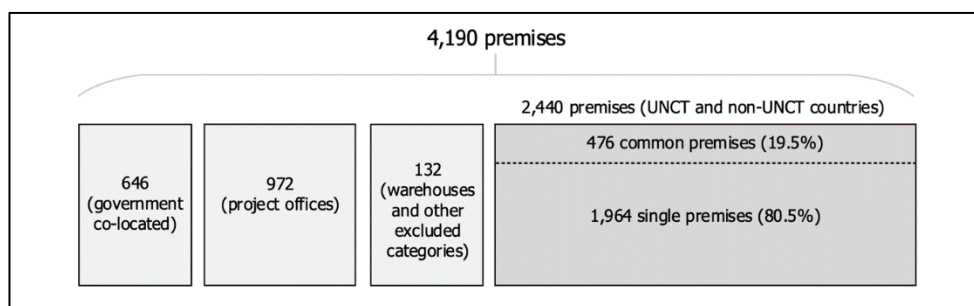 4,190 premises
2,440 premises (UNCT and non-UNCT countries)
646
(government
co-located)
972
(project offices)
132
(warehouses
and other
excluded
categories)
476 common premises (19.5%)
1,964 single premises (80.5%)